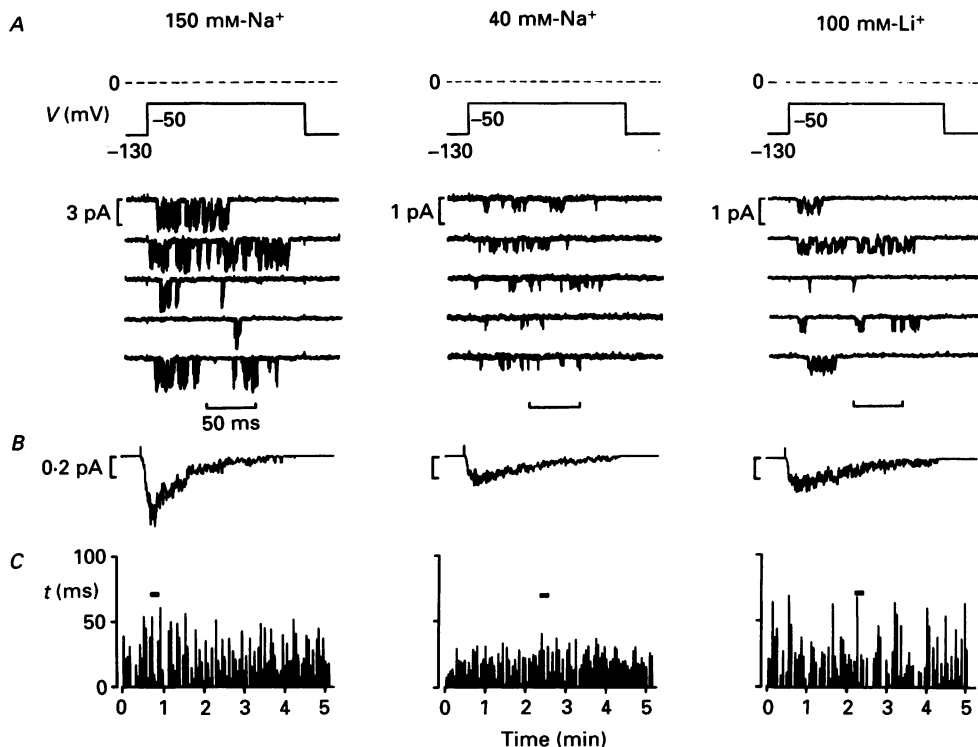 A 150 mM-Na+ 40 mM-Na+ 100 mM-Li+
0 0 0
V (mV) -50 -50 -50
-130 -130 -130
3 pA 1 pA 1 pA
50 ms
B
0·2 pA
C 100
t (ms)
50
0
0 1 2 3 4 5 0 1 2 3 4 5 0 1 2 3 4 5
Time (min)